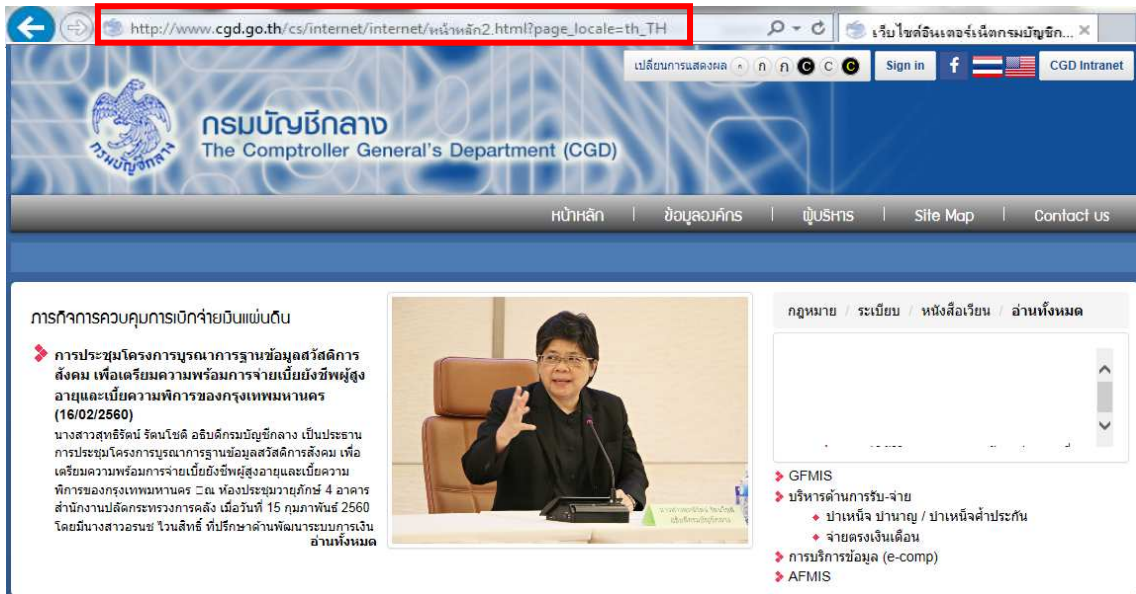 http://www.cgd.go.th/cs/internet/internet/หน้าหลัก2.html?page_locale=th_TH
เว็บไซต์อินเตอร์เน็ตกรมบัญชีก...
เปลี่ยนการแสดงผล ก ก ก C C C Sign in f CGD Intranet
กรมบัญชีกลาง
กรมบัญชีกลาง
The Comptroller General's Department (CGD)
หน้าหลัก | ข้อมูลองค์กร | ผู้บริหาร | Site Map | Contact us
ภารกิจการควบคุมการเบิกจ่ายเงินแผ่นดิน
การประชุมโครงการบูรณาการฐานข้อมูลสวัสดิการ
สังคม เพื่อเตรียมความพร้อมการจ่ายเบี้ยยังชีพผู้สูง
อายุและเบี้ยความพิการของกรุงเทพมหานคร
(16/02/2560)
นางสาวสุทธิรัตน์ รัตนโชติ อธิบดีกรมบัญชีกลาง เป็นประธาน
การประชุมโครงการบูรณาการฐานข้อมูลสวัสดิการสังคม เพื่อ
เตรียมความพร้อมการจ่ายเบี้ยยังชีพผู้สูงอายุและเบี้ยความ
พิการของกรุงเทพมหานคร □ณ ห้องประชุมวายุภักษ์ 4 อาคาร
สำนักงานปลัดกระทรวงการคลัง เมื่อวันที่ 15 กุมภาพันธ์ 2560
โดยมีนางสาวอรนุช ไวนุสิทธิ์ ที่ปรึกษาด้านพัฒนาระบบการเงิน
อ่านทั้งหมด
กฎหมาย / ระเบียบ / หนังสือเวียน / อ่านทั้งหมด
GFMIS
บริหารด้านการรับ-จ่าย
บำเหน็จ บำนาญ / บำเหน็จค้ำประกัน
จ่ายตรงเงินเดือน
การบริการข้อมูล (e-comp)
AFMIS